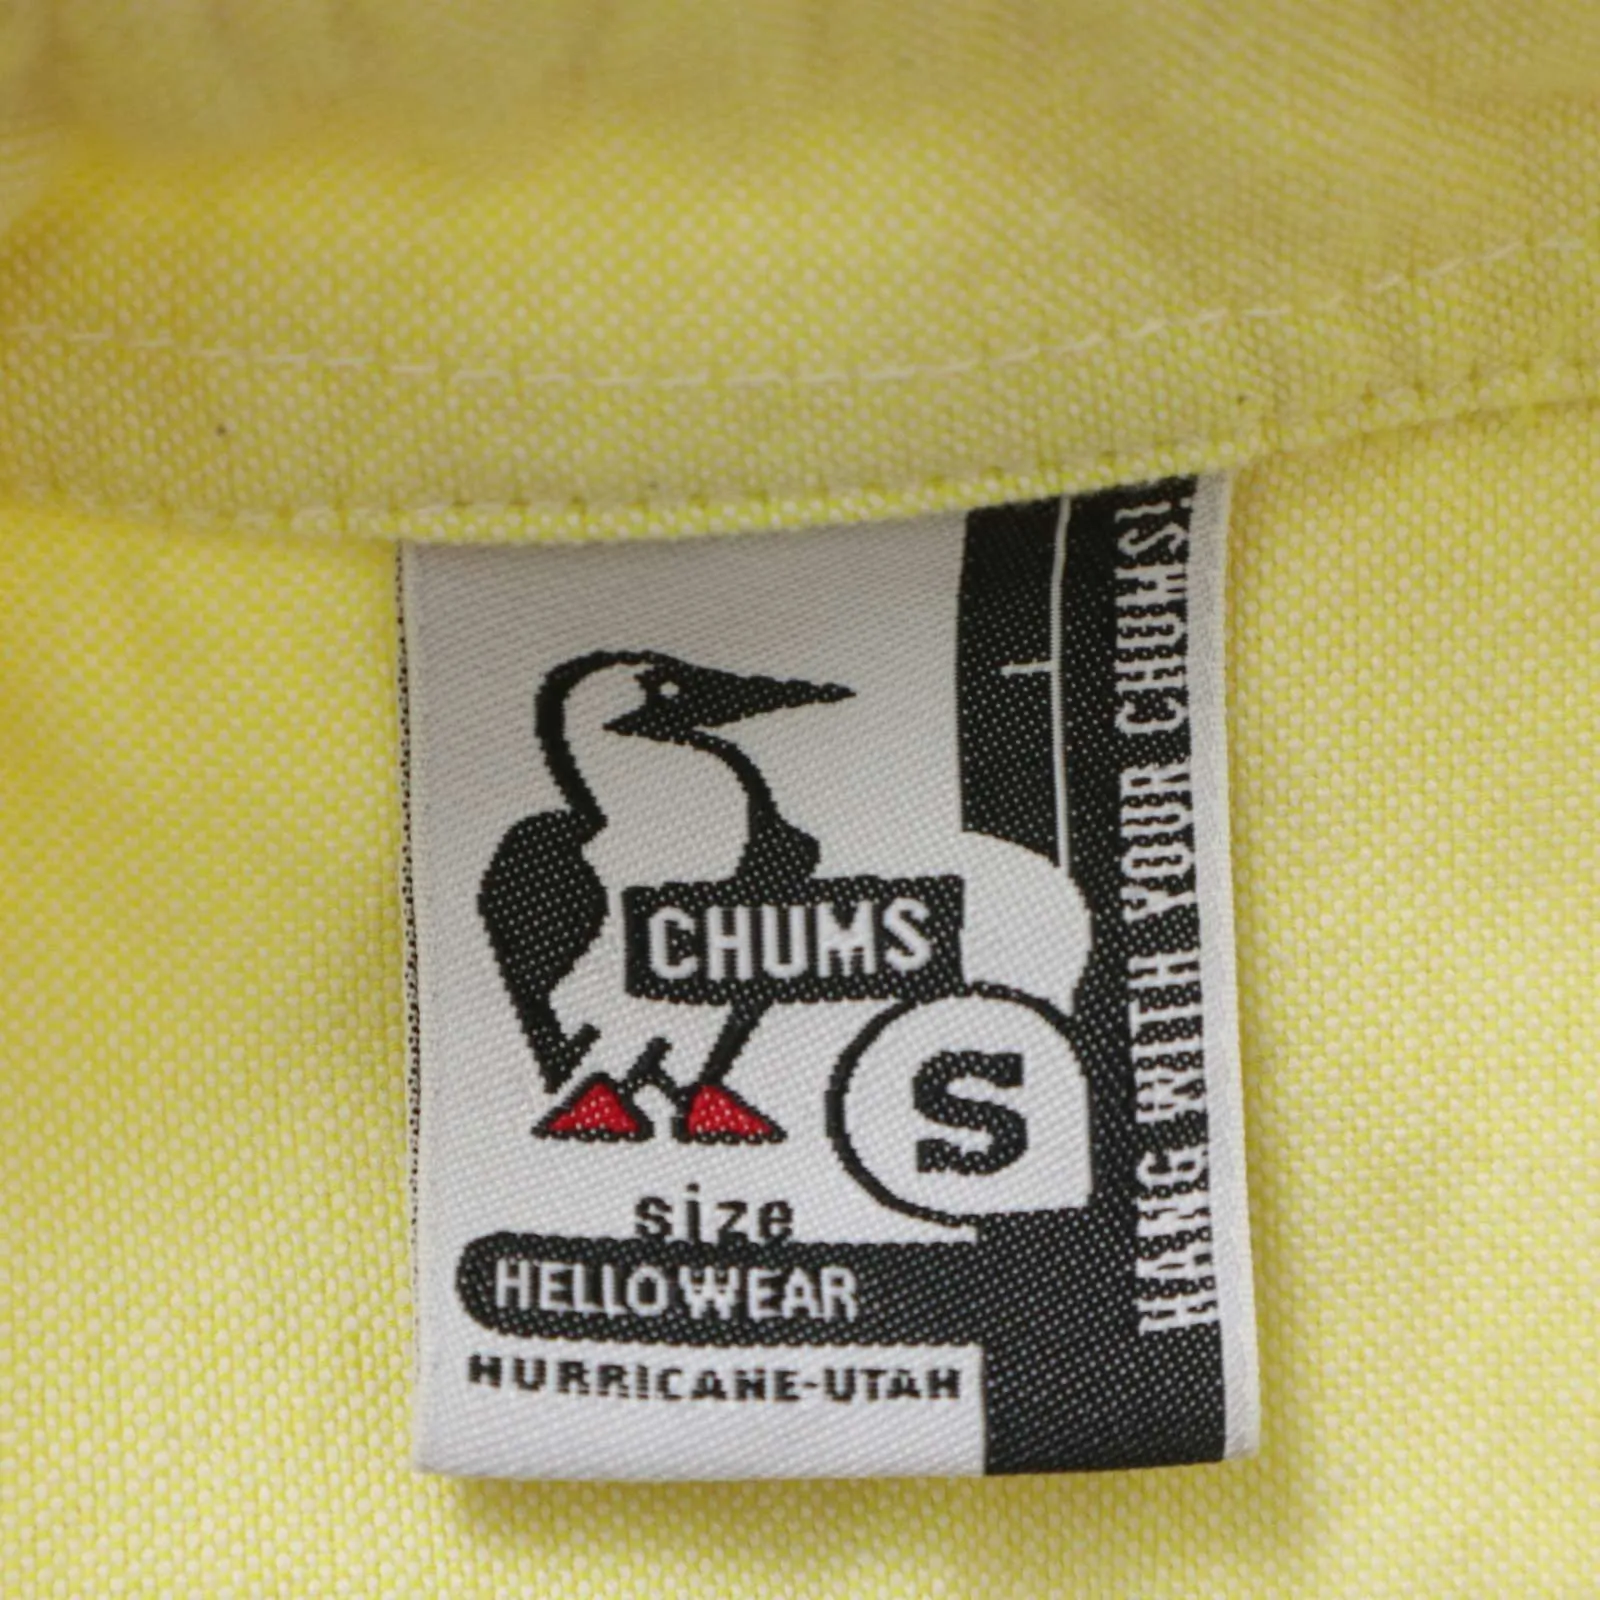 CHUMS
S
size
HELLO WEAR
HURRICANE-UTAH
HANG WITH YOUR CHUMS!